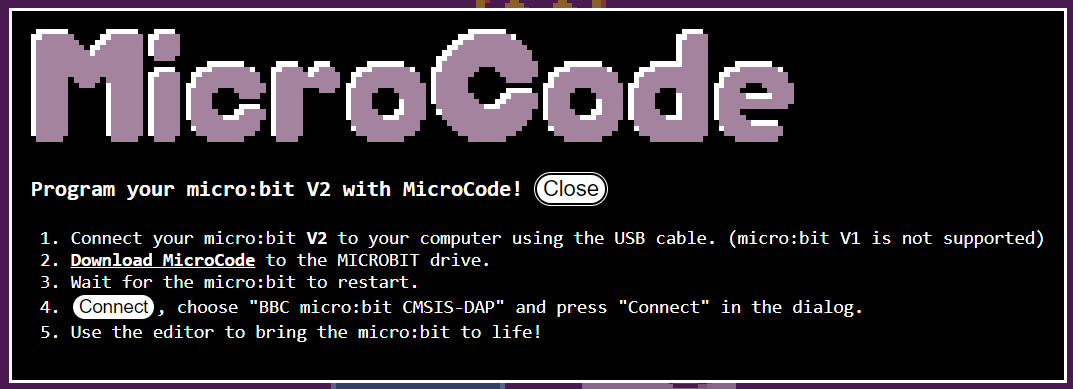 MicroCode
Program your micro:bit V2 with MicroCode! Close
1. Connect your micro:bit V2 to your computer using the USB cable. (micro:bit V1 is not supported)
2. Download MicroCode to the MICROBIT drive.
3. Wait for the micro:bit to restart.
4. Connect, choose "BBC micro:bit CMSIS-DAP" and press "Connect" in the dialog.
5. Use the editor to bring the micro:bit to life!